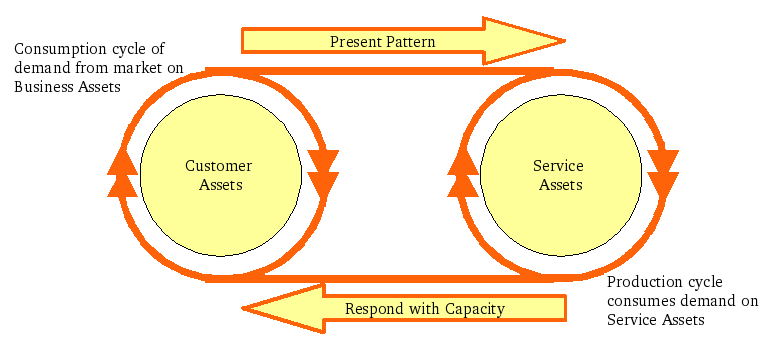 Present Pattern
Consumption cycle of
demand from market on
Business Assets
Customer
Assets
Service
Assets
Production cycle
consumes demand on
Service Assets
Respond with Capacity